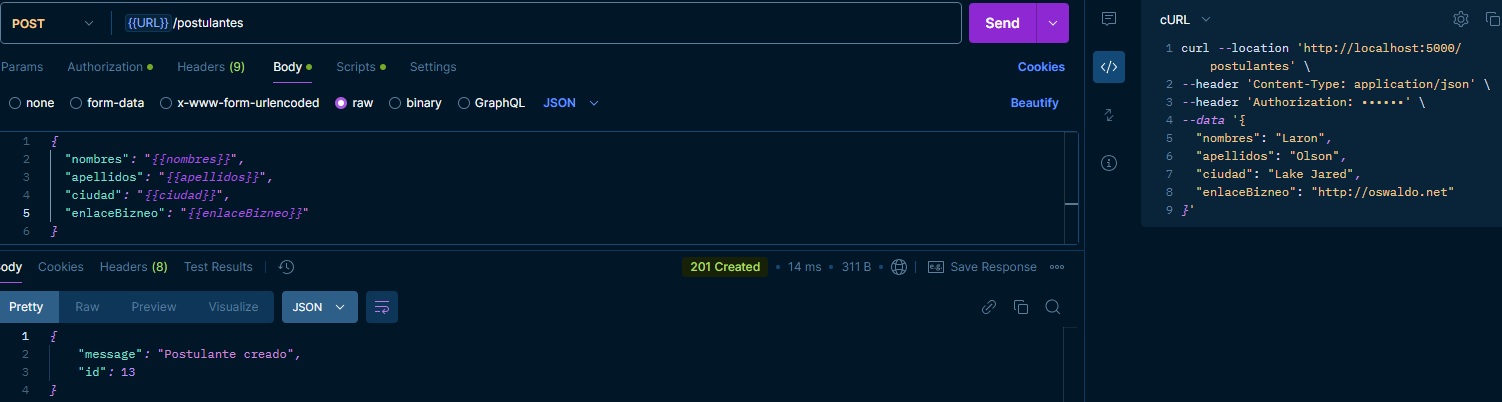 POST {{URL}}/postulantes Send
Params Authorization Headers (9) Body Scripts Settings Cookies
none form-data x-www-form-urlencoded raw binary GraphQL JSON Beautify
1 {
2 "nombres": "{{nombres}}",
3 "apellidos": "{{apellidos}}",
4 "ciudad": "{{ciudad}}",
5 "enlaceBizneo": "{{enlaceBizneo}}"
6 }
Body Cookies Headers (8) Test Results 201 Created • 14 ms • 311 B • e.g. Save Response
Pretty Raw Preview Visualize JSON
1 {
2 "message": "Postulante creado",
3 "id": 13
4 }
cURL
1 curl --location 'http://localhost:5000/
postulantes' \
2 --header 'Content-Type: application/json' \
3 --header 'Authorization: ••••••' \
4 --data '{
5 "nombres": "Laron",
6 "apellidos": "Olson",
7 "ciudad": "Lake Jared",
8 "enlaceBizneo": "http://oswaldo.net"
9 }'